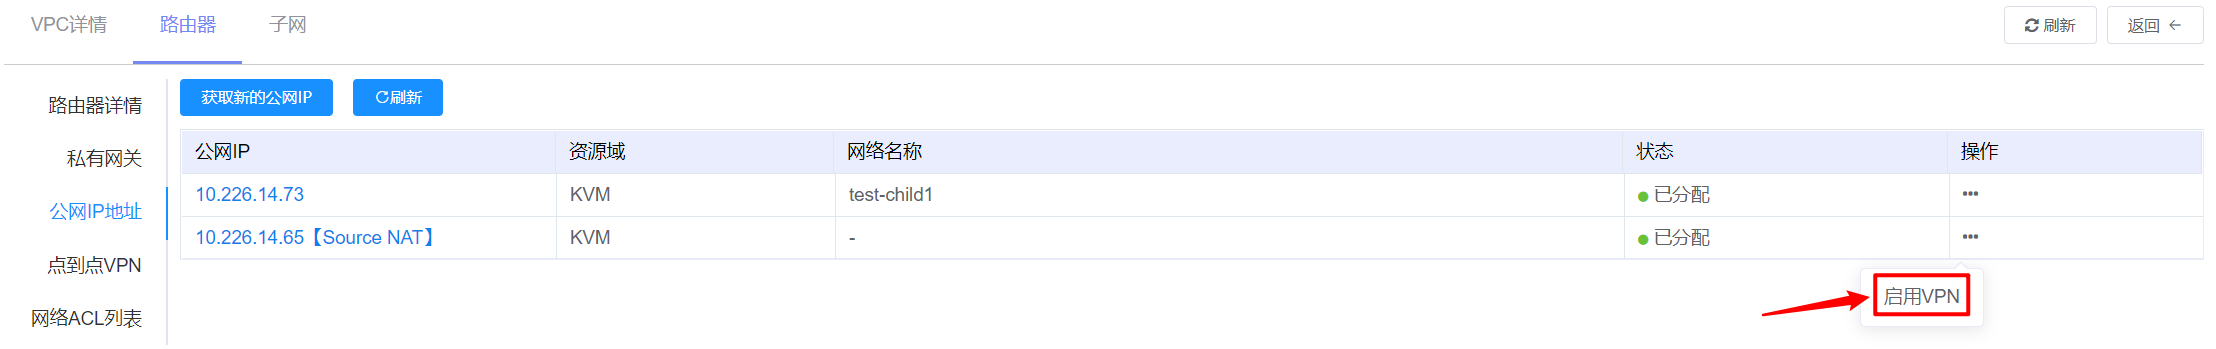 VPC详情 路由器 子网 刷新 返回 ←
获取新的公网IP 刷新
路由器详情
私有网关
公网IP地址
点到点VPN
网络ACL列表
公网IP 资源域 网络名称 状态 操作
10.226.14.73 KVM test-child1 已分配 •••
10.226.14.65【Source NAT】 KVM - 已分配 •••
启用VPN